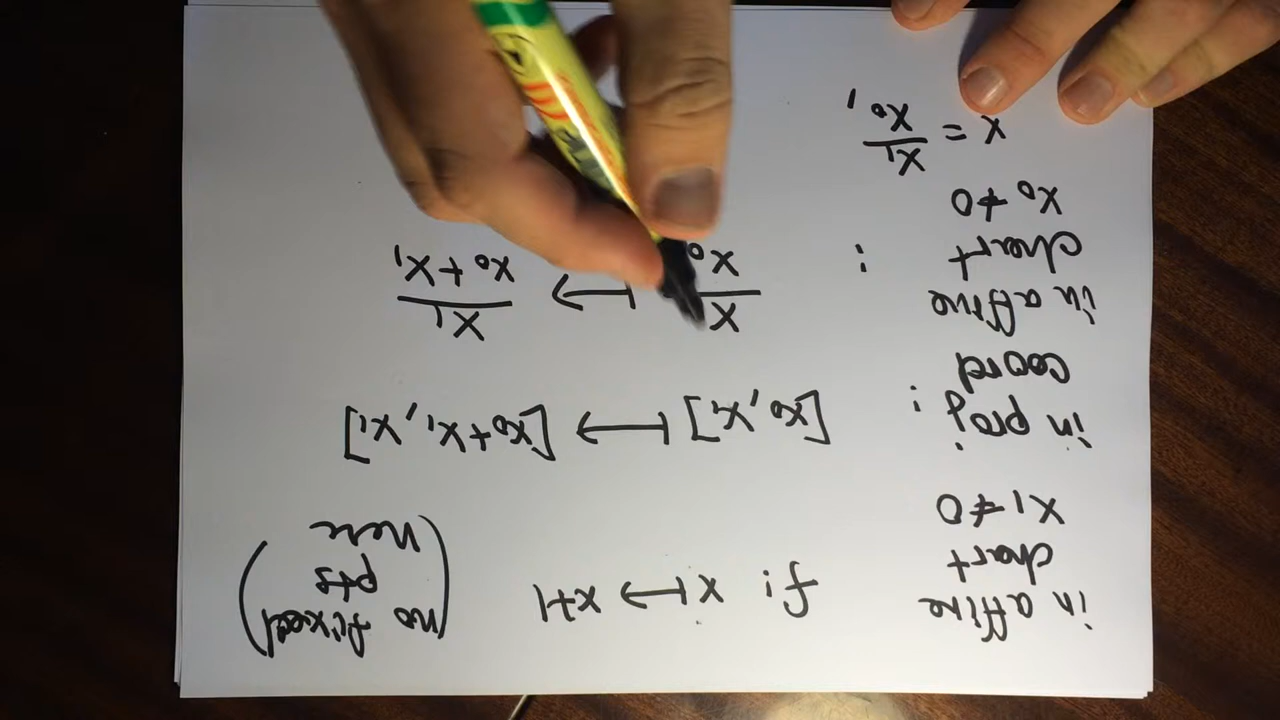 in affine
chart
x₁ ≠ 0
f: x ↦ x+1
(no fixed
pts
here)
in proj :
coord
[x₀, x₁] ↦ [x₀+x₁, x₁]
in affine
chart :
x₀ ≠ 0
x
x₀
↦
x₁
x₀ + x₁
x = x₁/x₀,